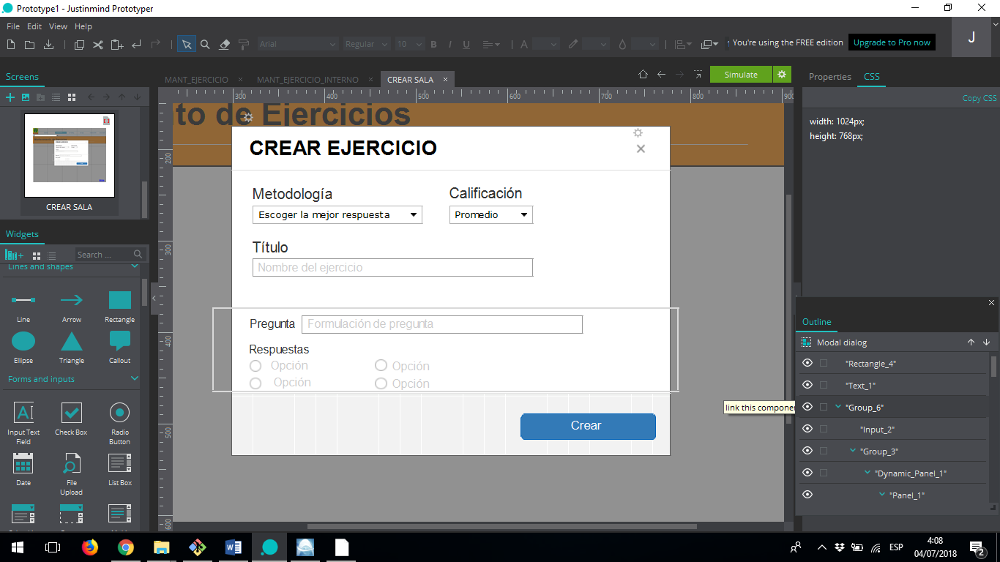 Prototype1 - Justinmind Prototyper
File Edit View Help
Arial Regular 10 B I U A
You're using the FREE edition Upgrade to Pro now J
Screens
MANT_EJERCICIO × MANT_EJERCICIO_INTERNO × CREAR SALA ×
Simulate
Properties CSS
Copy CSS
width: 1024px;
height: 768px;
300 400 500 600 700 800 900
200
300
400
500
600
to de Ejercicios
CREAR SALA
CREAR EJERCICIO
Metodología Calificación
Escoger la mejor respuesta Promedio
Título
Nombre del ejercicio
Pregunta Formulación de pregunta
Respuestas
Opción Opción
Opción Opción
Crear
Widgets
Search ...
Lines and shapes
Line Arrow Rectangle
Ellipse Triangle Callout
Forms and inputs
Input Text Field Check Box Radio Button
Date File Upload List Box
link this componen
Outline
Modal dialog
"Rectangle_4"
"Text_1"
"Group_6"
"Input_2"
"Group_3"
"Dynamic_Panel_1"
"Panel_1"
ESP
4:08
04/07/2018
2